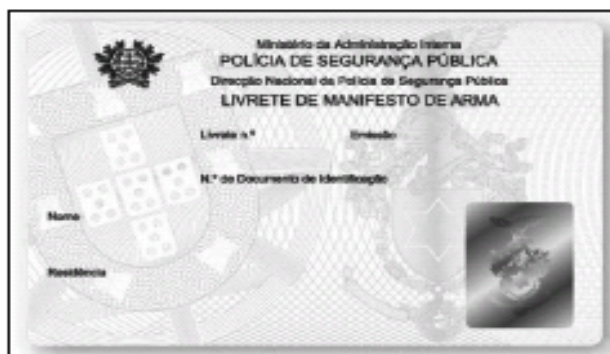 Ministério da Administração Interna
POLÍCIA DE SEGURANÇA PÚBLICA
Direcção Nacional da Polícia de Segurança Pública
LIVRETE DE MANIFESTO DE ARMA
Livrete n.º Emissão
N.º de Documento de Identificação
Nome
Residência